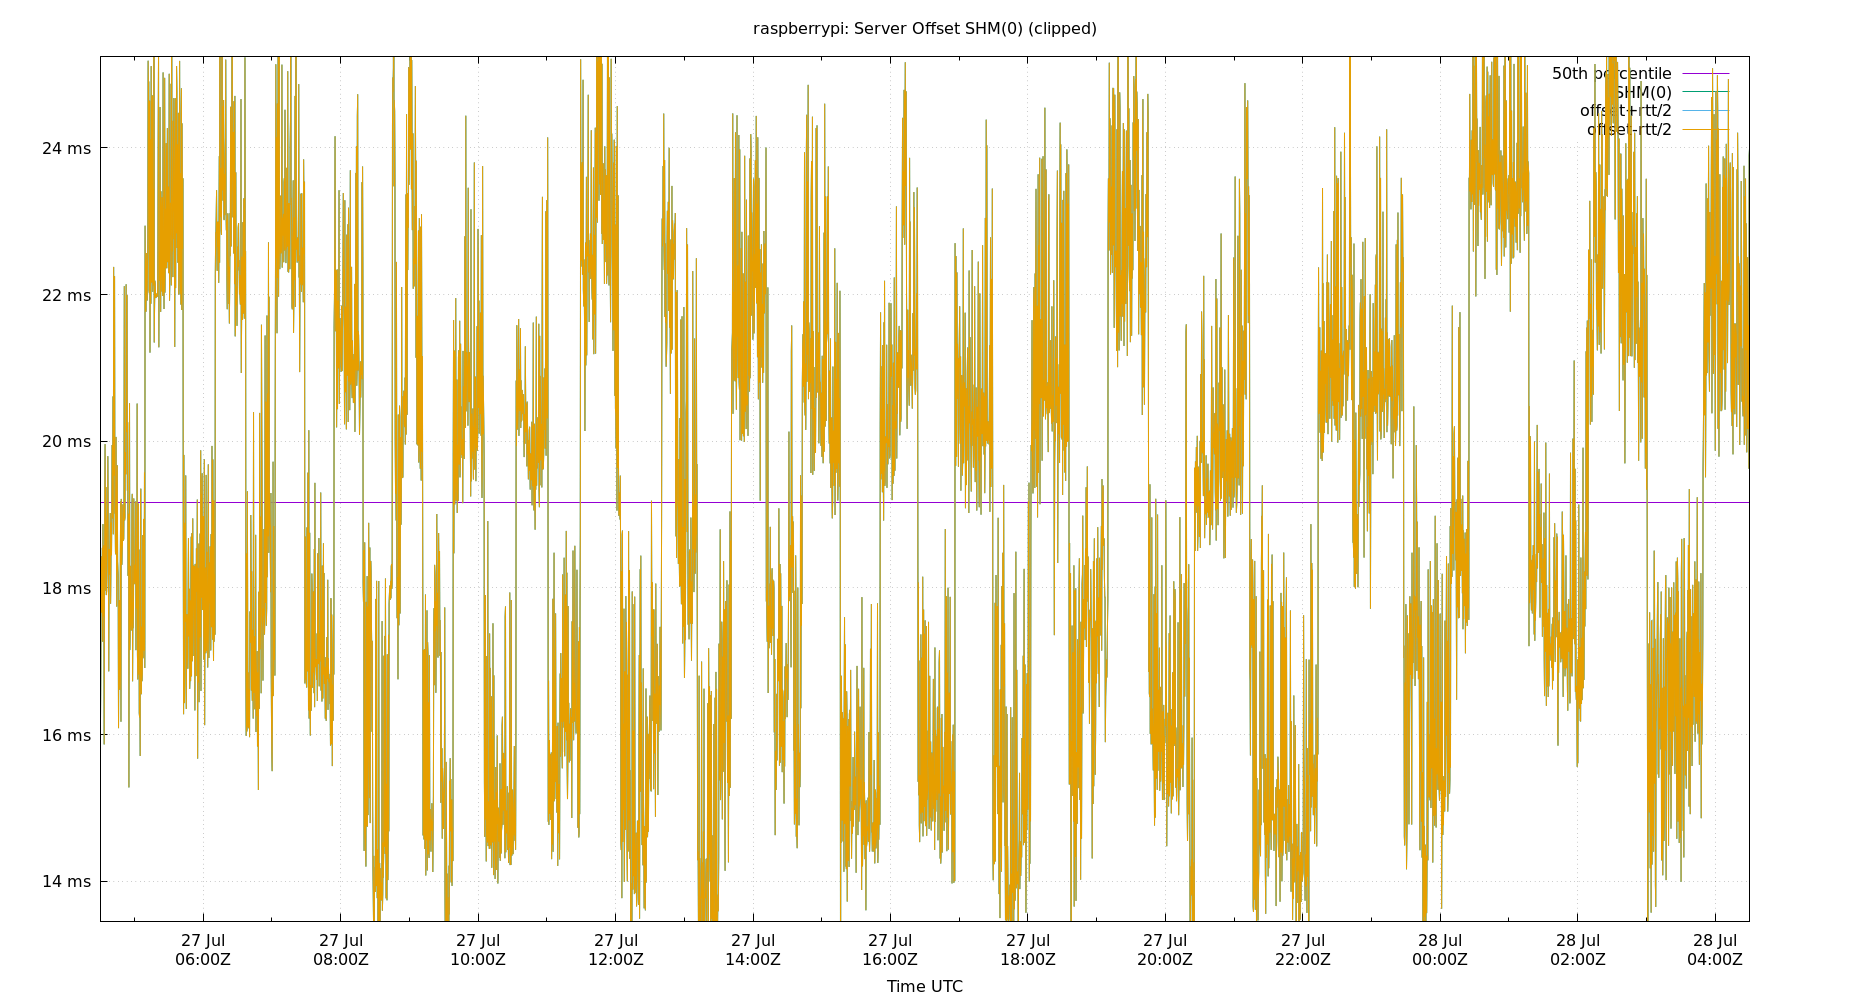 raspberrypi: Server Offset SHM(0) (clipped)
50th percentile
SHM(0)
offset+rtt/2
offset-rtt/2
24 ms
22 ms
20 ms
18 ms
16 ms
14 ms
27 Jul 27 Jul 27 Jul 27 Jul 27 Jul 27 Jul 27 Jul 27 Jul 27 Jul 28 Jul 28 Jul 28 Jul
06:00Z 08:00Z 10:00Z 12:00Z 14:00Z 16:00Z 18:00Z 20:00Z 22:00Z 00:00Z 02:00Z 04:00Z
Time UTC